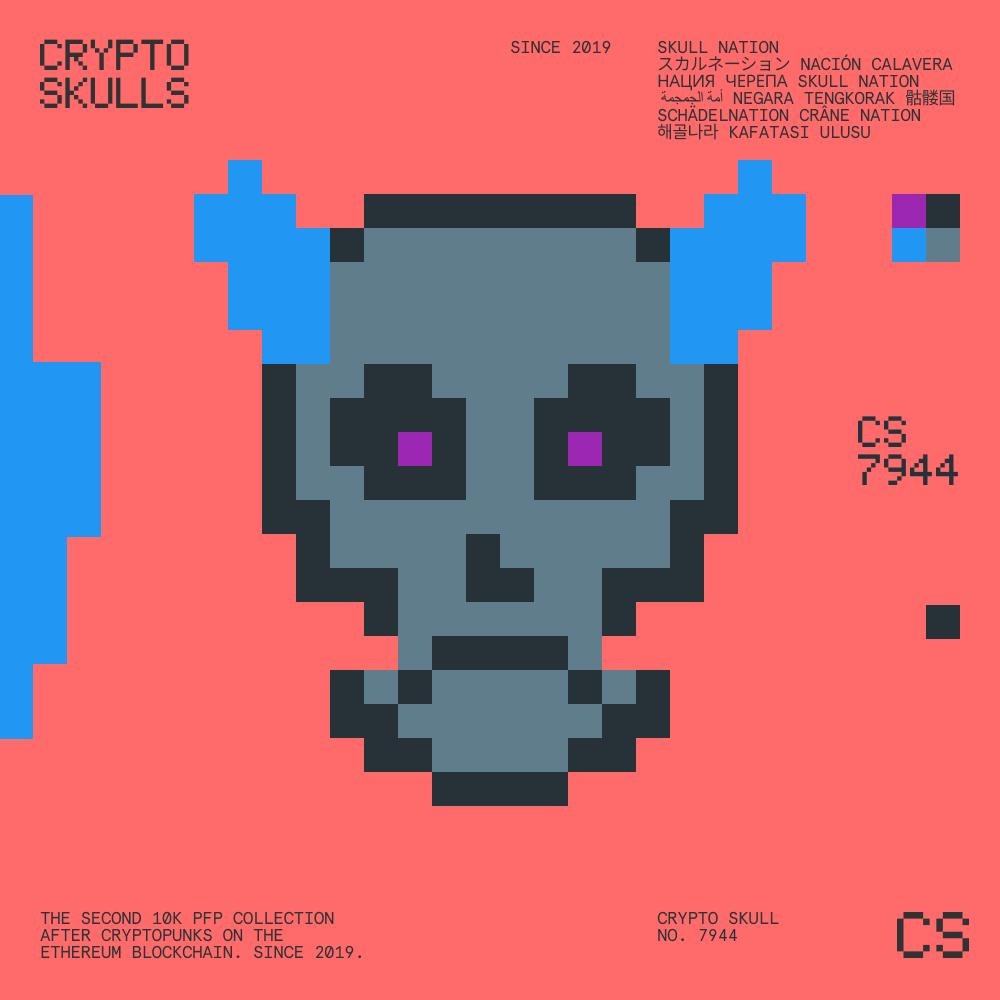 CRYPTO
SKULLS
SINCE 2019
SKULL NATION
スカルネーション NACIÓN CALAVERA
НАЦИЯ ЧЕРЕПА SKULL NATION
أمة الجمجمة NEGARA TENGKORAK 骷髅国
SCHÄDELNATION CRÂNE NATION
해골나라 KAFATASI ULUSU
CS
7944
THE SECOND 10K PFP COLLECTION
AFTER CRYPTOPUNKS ON THE
ETHEREUM BLOCKCHAIN. SINCE 2019.
CRYPTO SKULL
NO. 7944
CS